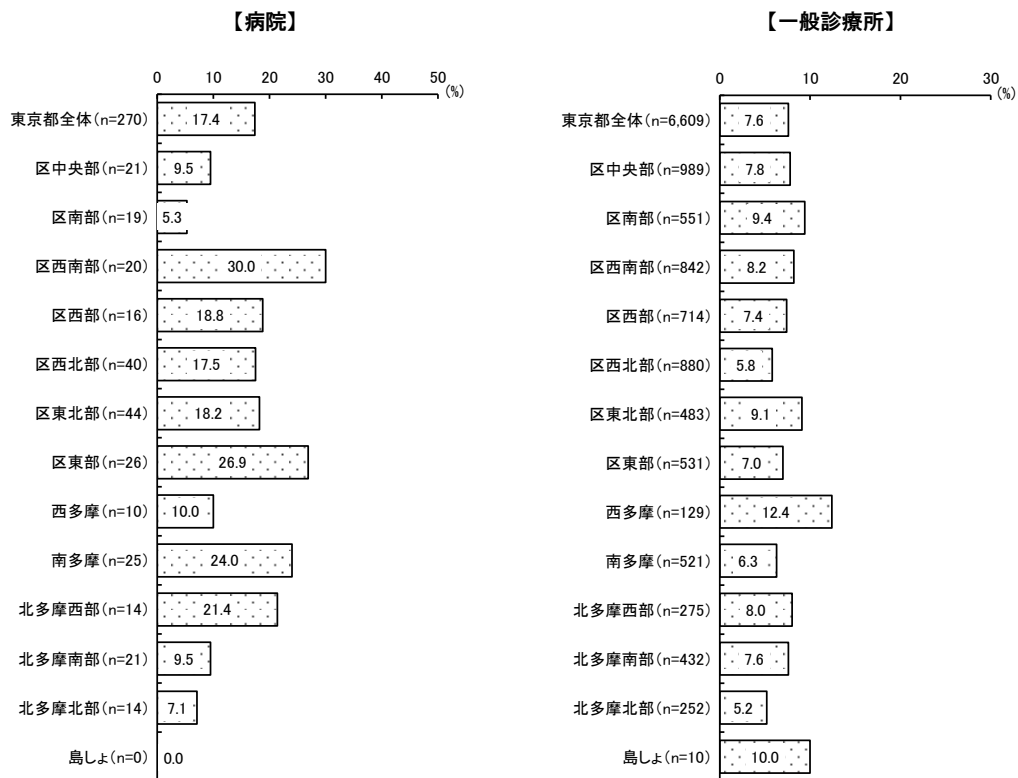 【病院】
0 10 20 30 40 50
(%)
東京都全体(n=270) 17.4
区中央部(n=21) 9.5
区南部(n=19) 5.3
区西南部(n=20) 30.0
区西部(n=16) 18.8
区西北部(n=40) 17.5
区東北部(n=44) 18.2
区東部(n=26) 26.9
西多摩(n=10) 10.0
南多摩(n=25) 24.0
北多摩西部(n=14) 21.4
北多摩南部(n=21) 9.5
北多摩北部(n=14) 7.1
島しょ(n=0) 0.0
【一般診療所】
0 10 20 30
(%)
東京都全体(n=6,609) 7.6
区中央部(n=989) 7.8
区南部(n=551) 9.4
区西南部(n=842) 8.2
区西部(n=714) 7.4
区西北部(n=880) 5.8
区東北部(n=483) 9.1
区東部(n=531) 7.0
西多摩(n=129) 12.4
南多摩(n=521) 6.3
北多摩西部(n=275) 8.0
北多摩南部(n=432) 7.6
北多摩北部(n=252) 5.2
島しょ(n=10) 10.0